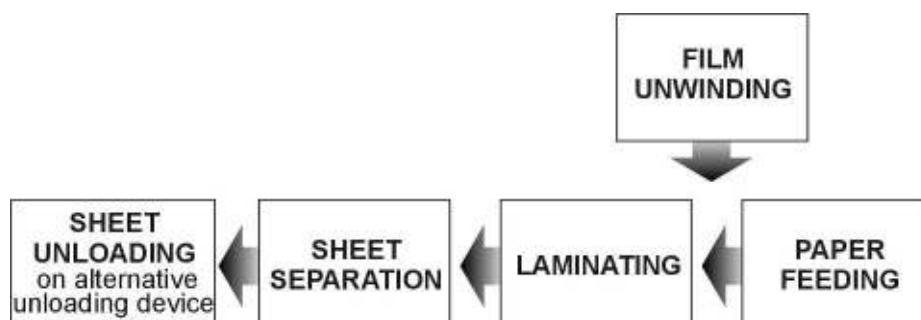 FILM
UNWINDING
SHEET
UNLOADING
on alternative
unloading device
SHEET
SEPARATION
LAMINATING
PAPER
FEEDING